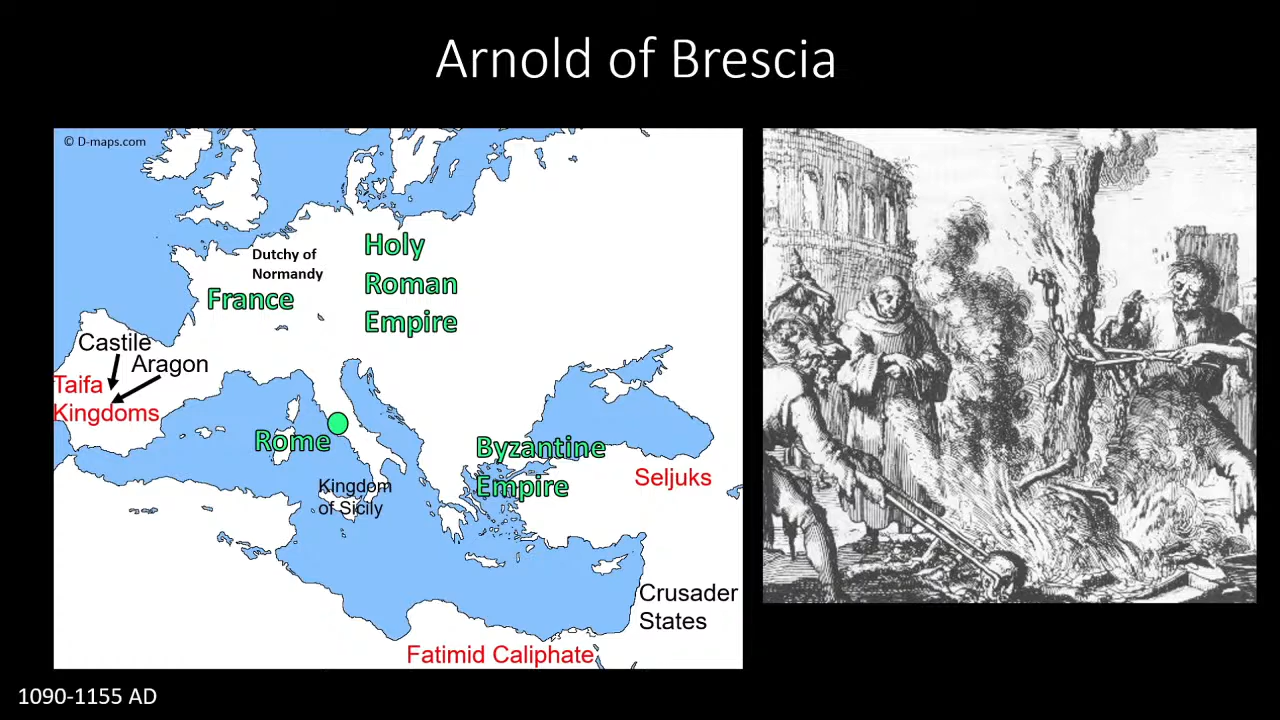 Arnold of Brescia
© D-maps.com
Dutchy of
Normandy
Holy
Roman
Empire
France
Castile
Aragon
Taifa
Kingdoms
Rome
Byzantine
Empire
Seljuks
Kingdom
of Sicily
Crusader
States
Fatimid Caliphate
1090-1155 AD